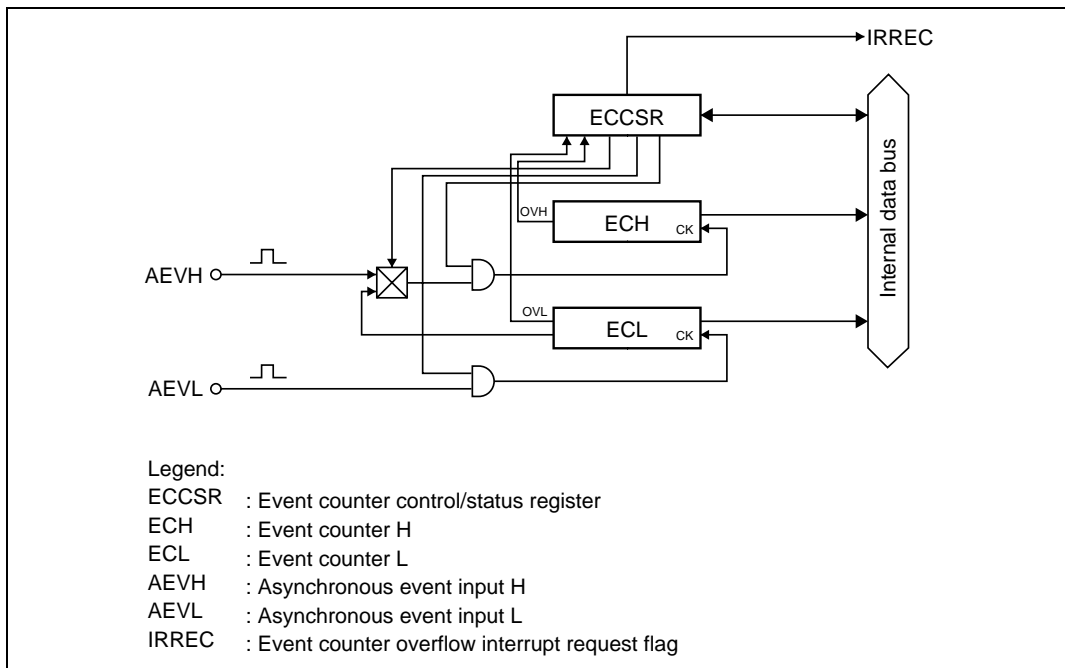 IRREC
ECCSR
OVH
ECH
CK
AEVH
OVL
ECL
CK
AEVL
Internal data bus
Legend:
ECCSR : Event counter control/status register
ECH : Event counter H
ECL : Event counter L
AEVH : Asynchronous event input H
AEVL : Asynchronous event input L
IRREC : Event counter overflow interrupt request flag